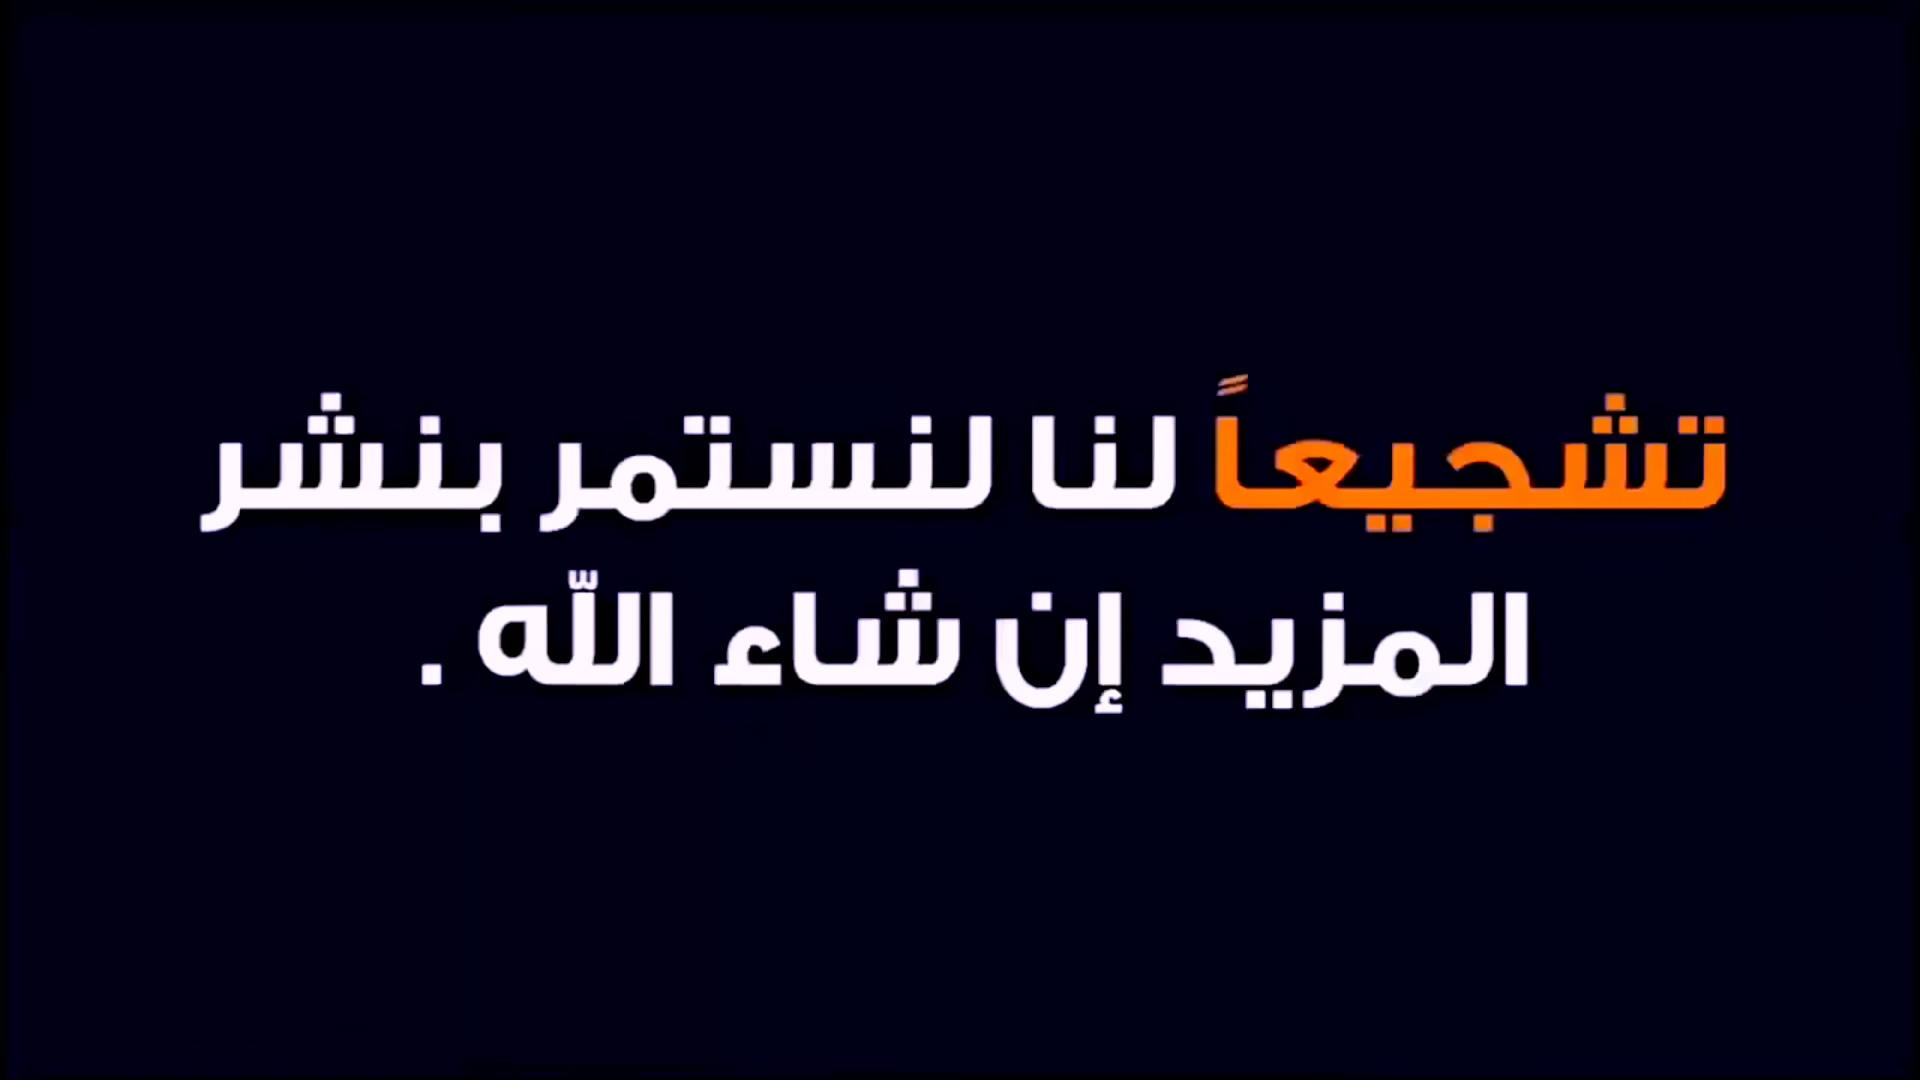 تشجيعاً لنا لنستمر بنشر
المزيد إن شاء اللّه .